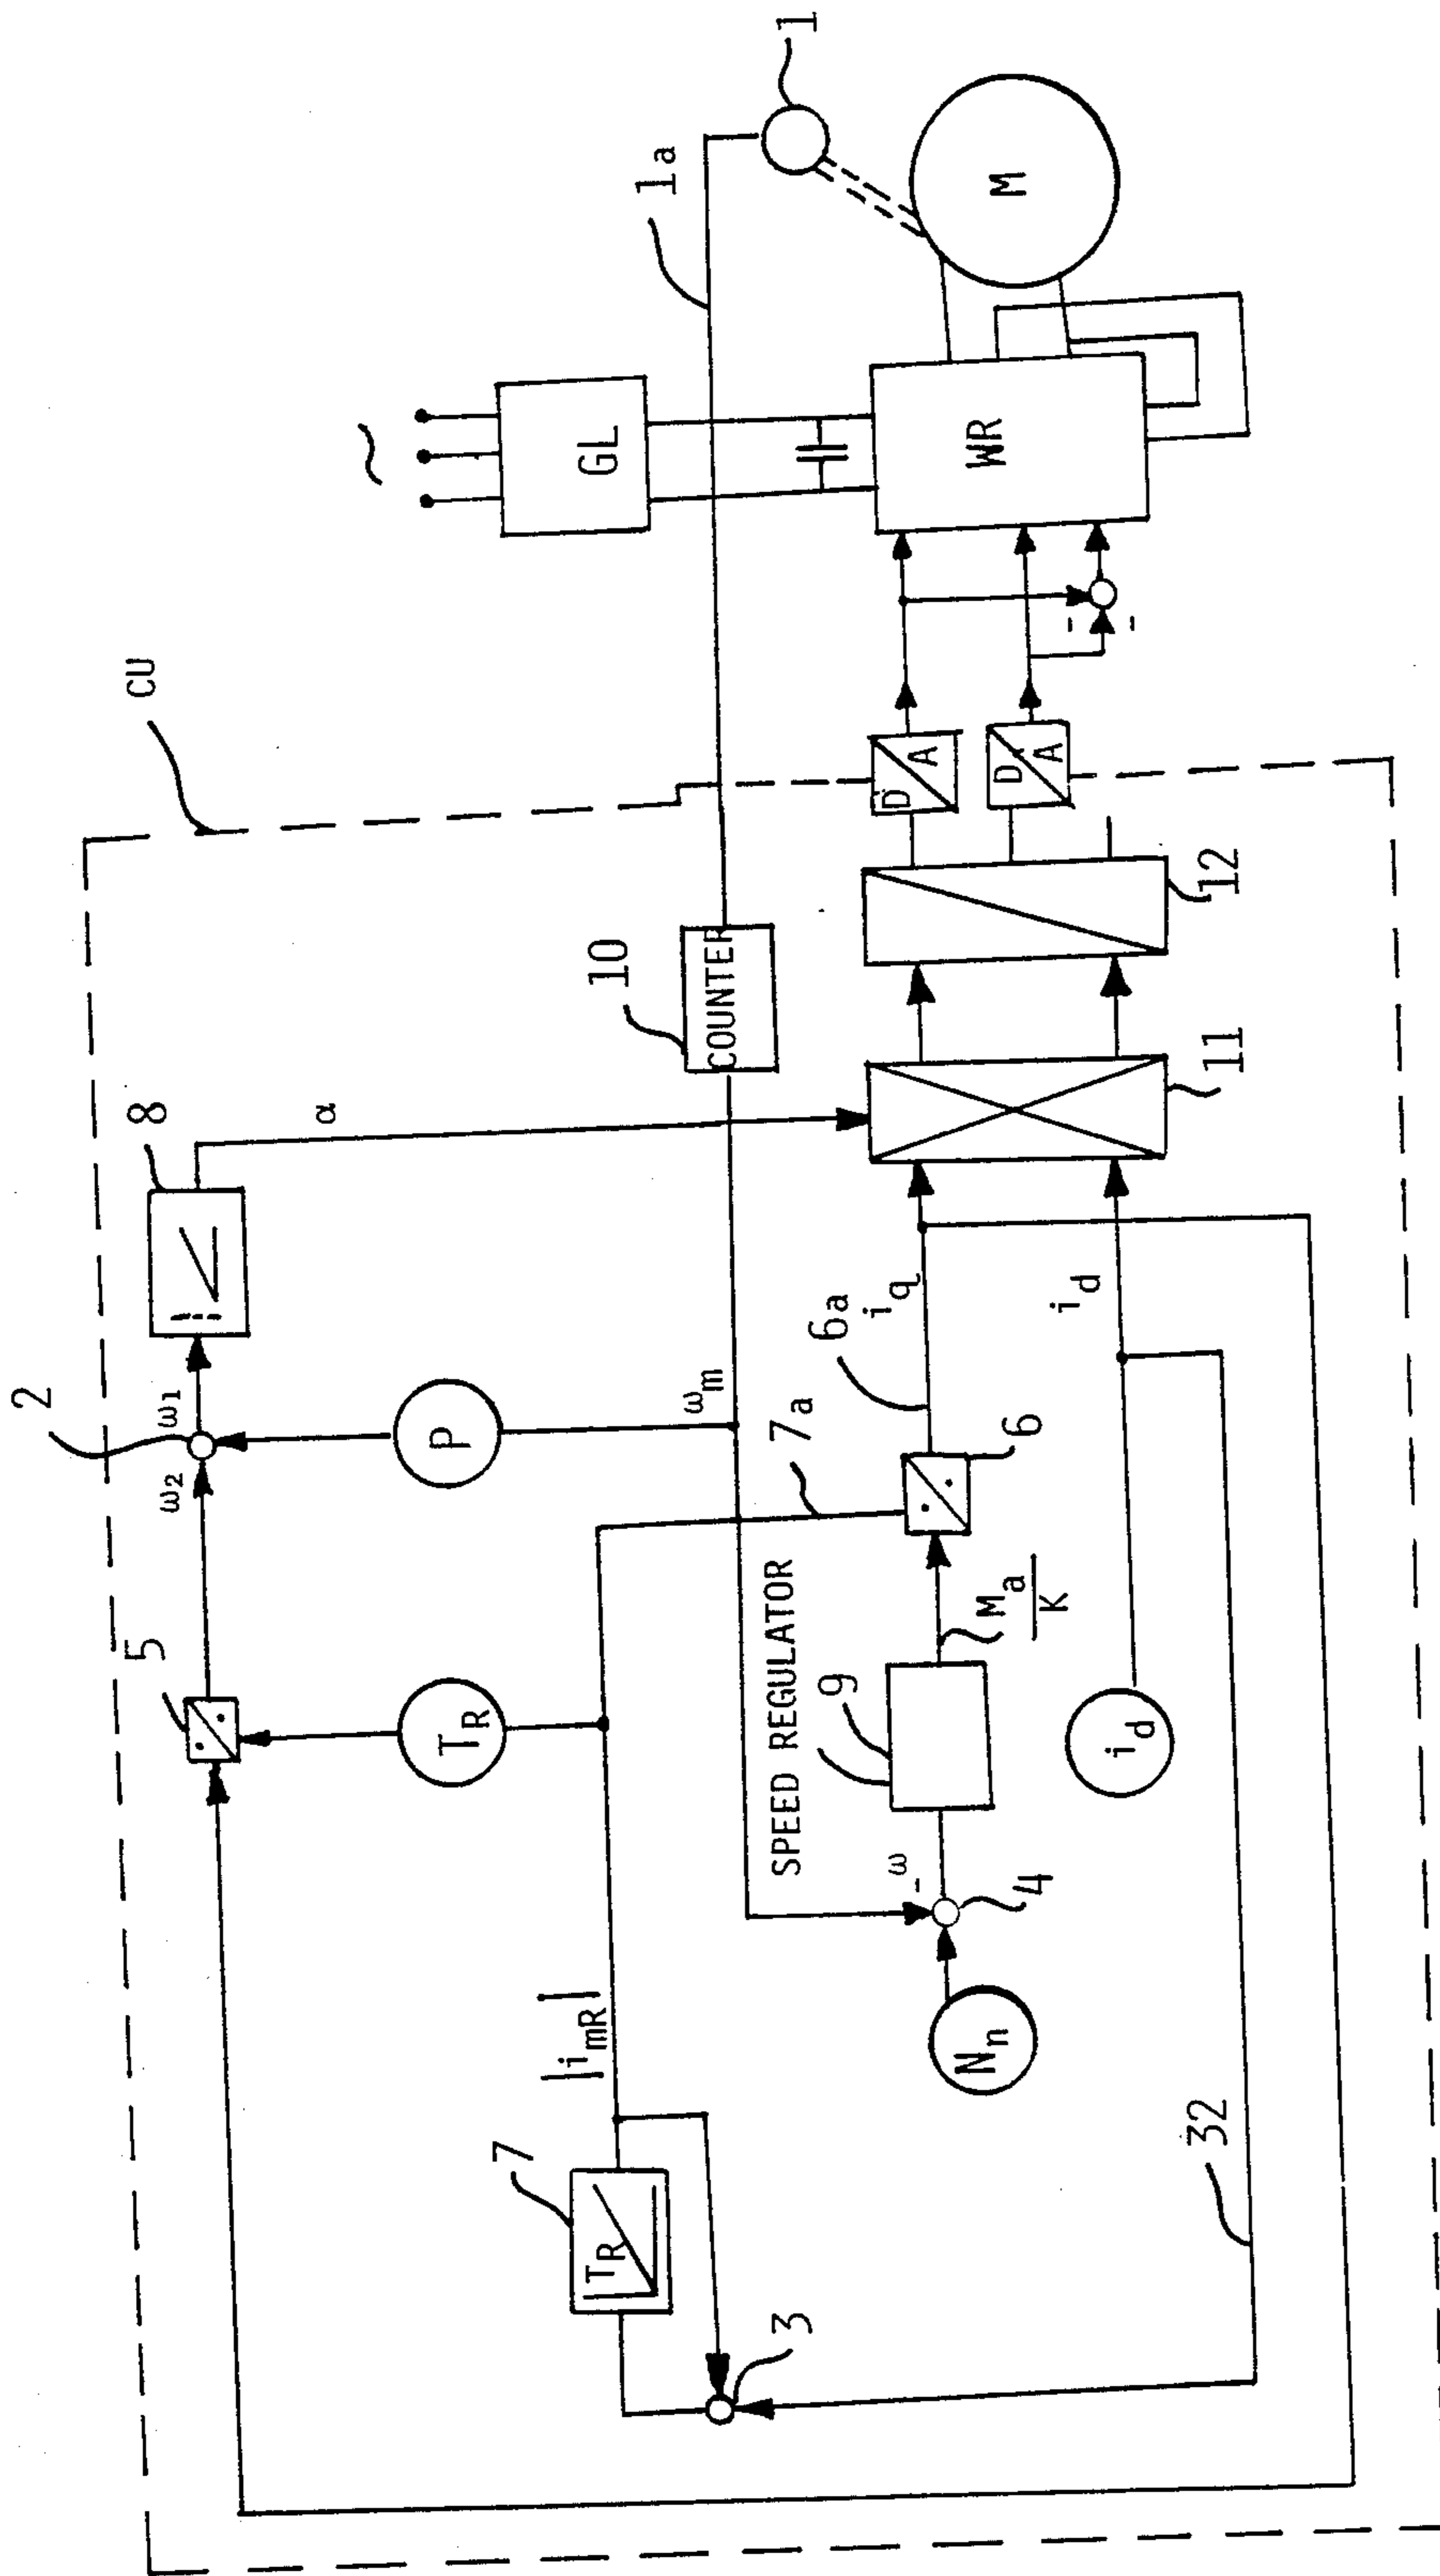 CU
2
ω2
ω1
8
α
5
TR
P
10
COUNTER
1a
1
~
GL
WR
M
7
TR
|imR|
ωm
7a
SPEED REGULATOR
9
- ω
4
Nn
Ma
K
6
6a
iq
id
id
11
12
D
A
D
A
-
-
3
32